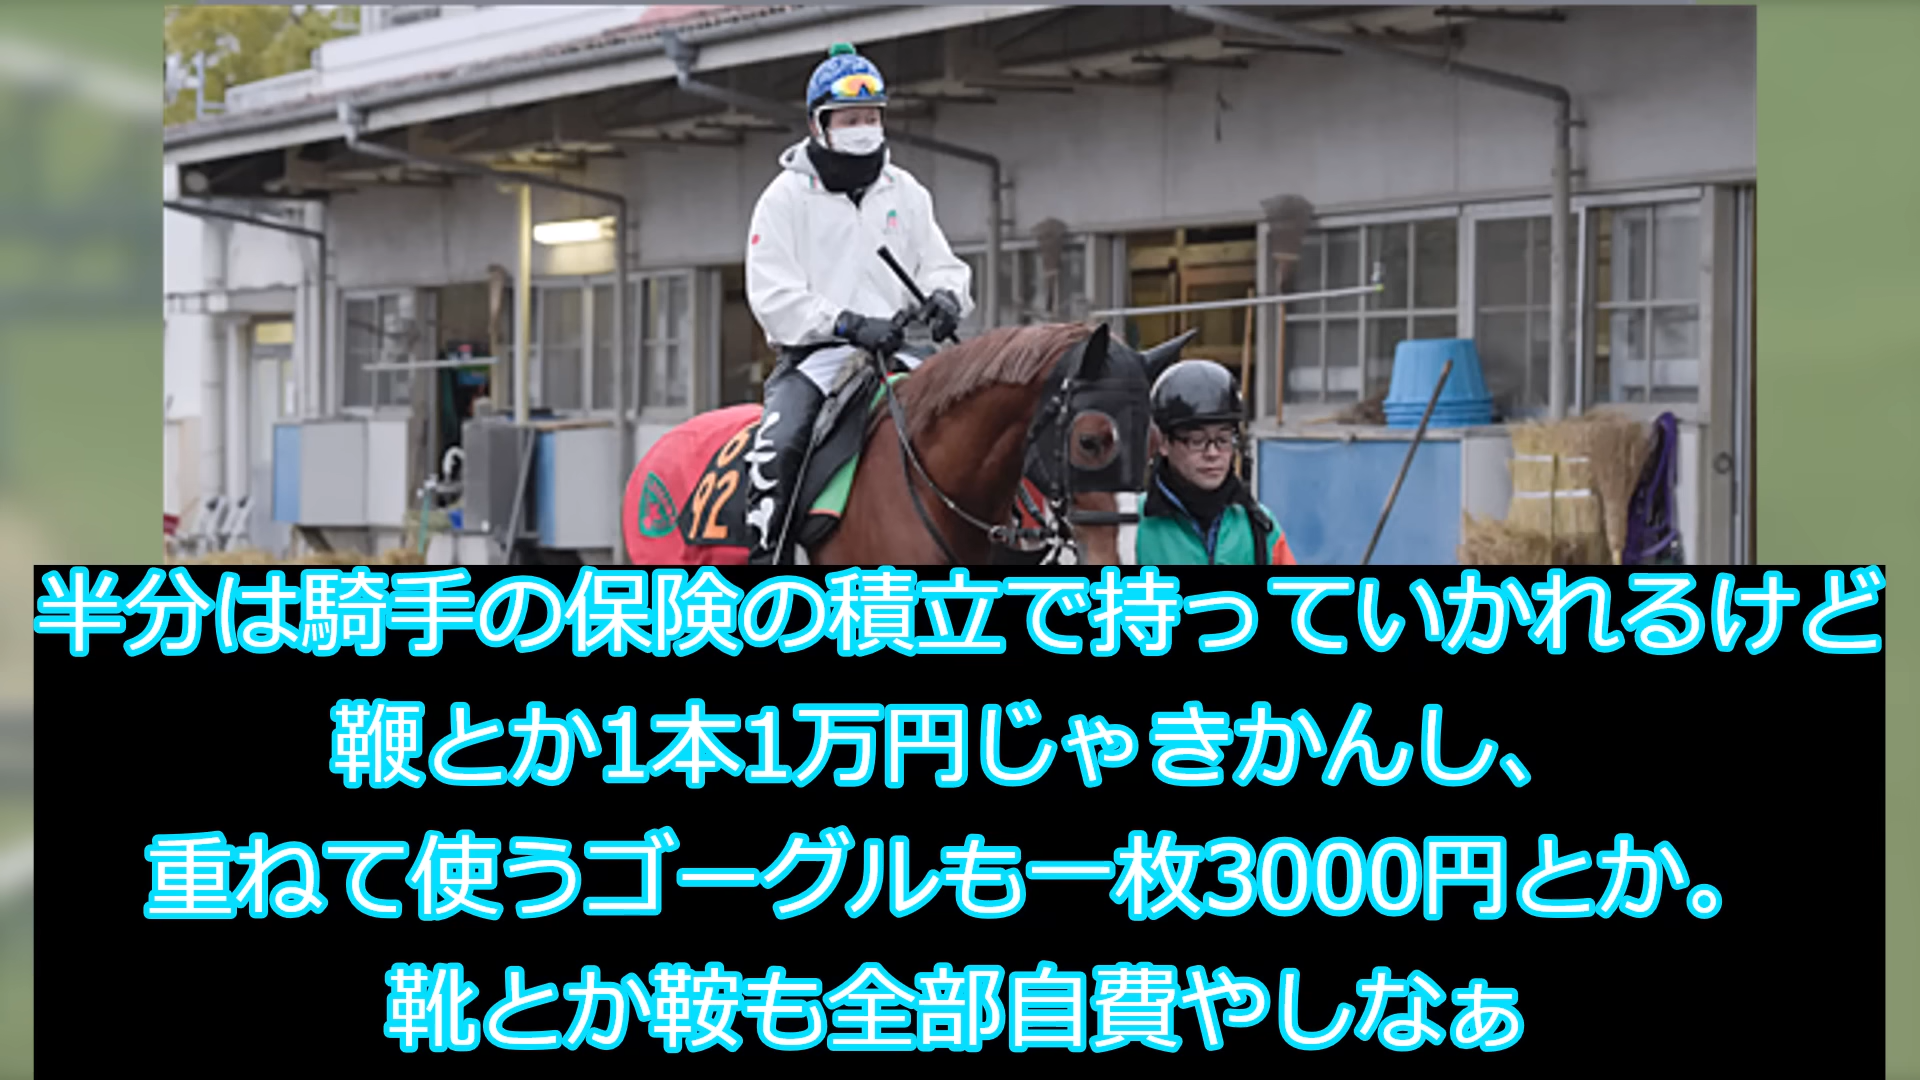 半分は騎手の保険の積立で持っていかれるけど
鞭とか1本1万円じゃきかんし、
重ねて使うゴーグルも一枚3000円とか。
靴とか鞍も全部自費やしなぁ
92